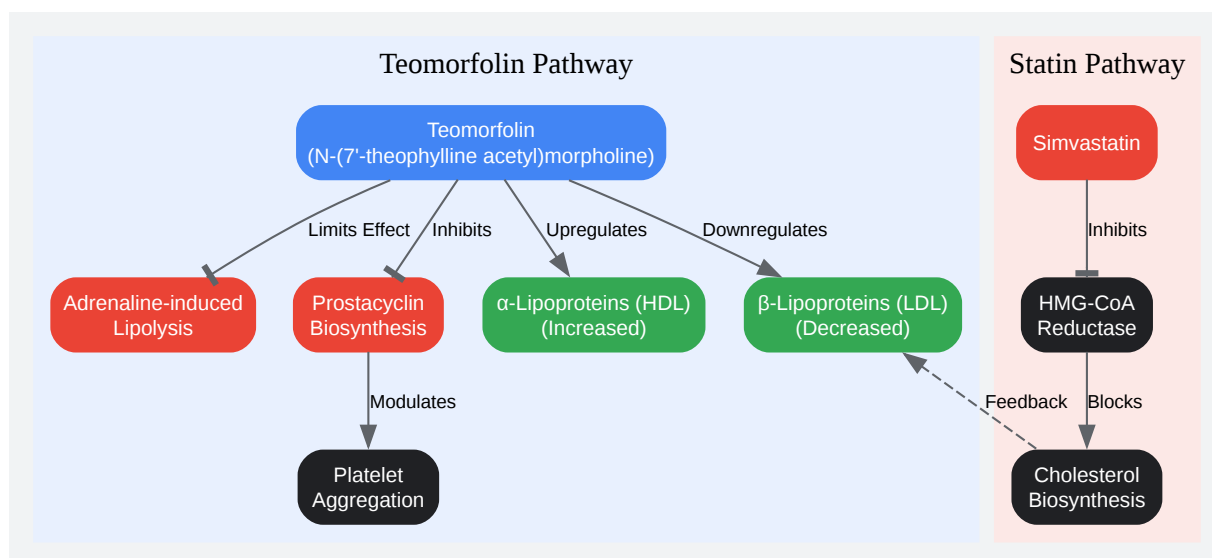 Teomorfolin Pathway
Statin Pathway
Teomorfolin
(N-(7'-theophylline acetyl)morpholine)
Simvastatin
Limits Effect
Inhibits
Upregulates
Downregulates
Inhibits
Adrenaline-induced
Lipolysis
Prostacyclin
Biosynthesis
α-Lipoproteins (HDL)
(Increased)
β-Lipoproteins (LDL)
(Decreased)
HMG-CoA
Reductase
Modulates
Feedback
Blocks
Platelet
Aggregation
Cholesterol
Biosynthesis